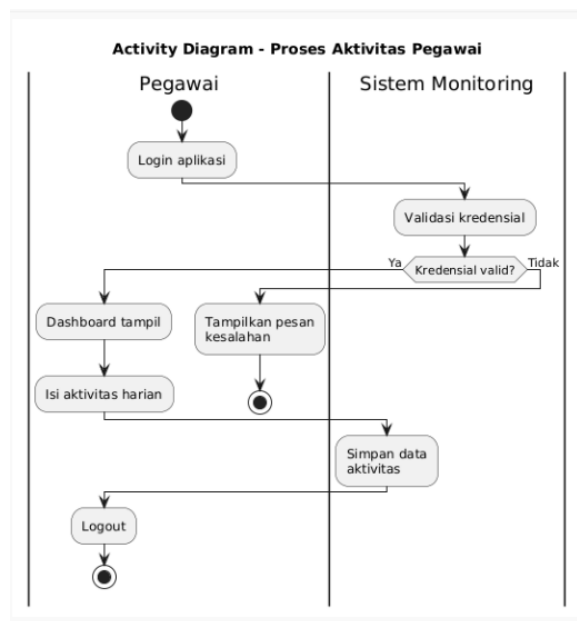 Activity Diagram - Proses Aktivitas Pegawai
Pegawai
Sistem Monitoring
Login aplikasi
Validasi kredensial
Ya
Kredensial valid?
Tidak
Dashboard tampil
Tampilkan pesan
kesalahan
Isi aktivitas harian
Simpan data
aktivitas
Logout